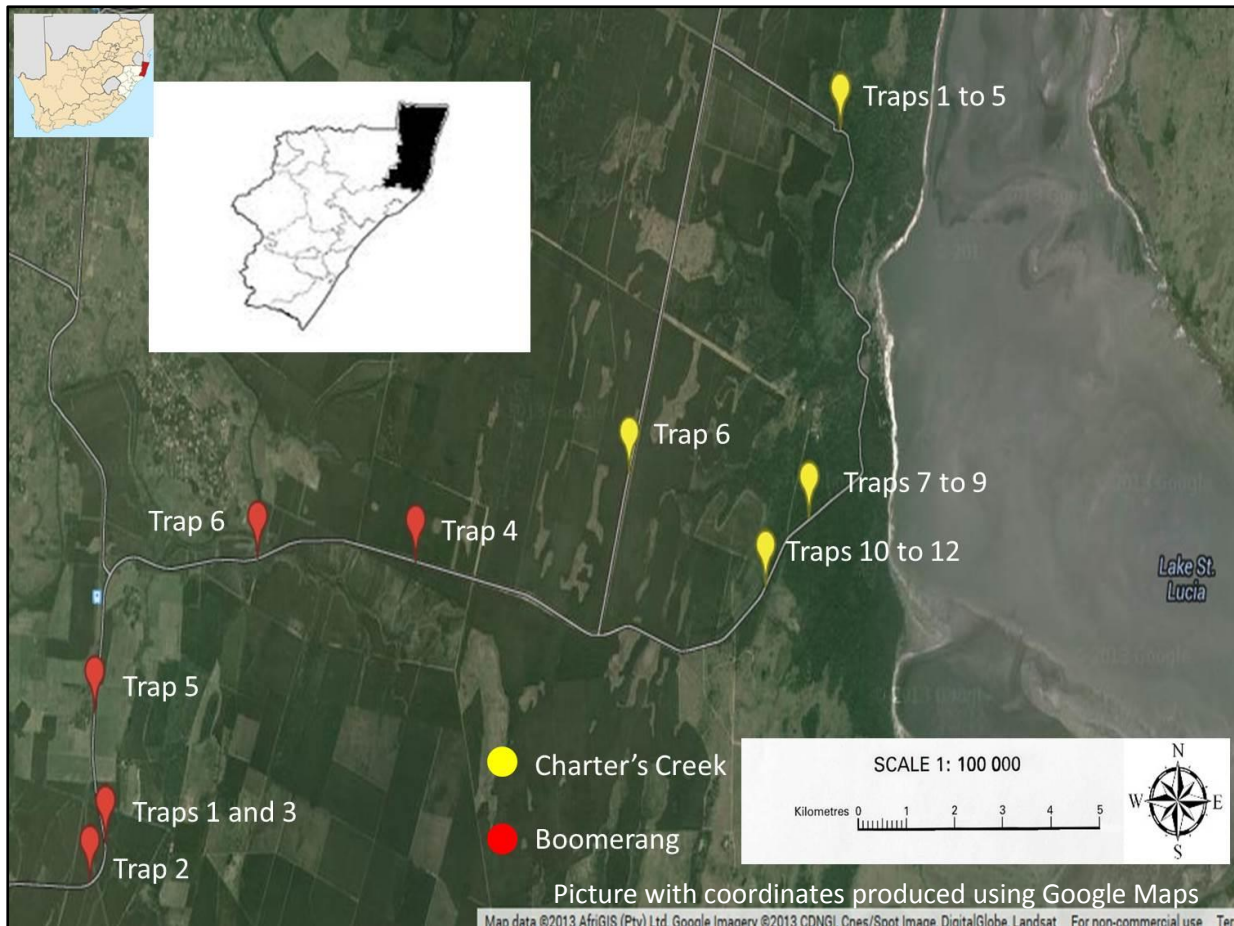 Traps 1 to 5
Trap 6
Traps 7 to 9
Trap 6
Trap 4
Traps 10 to 12
Lake St.
Lucia
Trap 5
Charter's Creek
SCALE 1: 100 000
N
W E
S
Kilometres 0 1 2 3 4 5
Traps 1 and 3
Boomerang
Trap 2
Picture with coordinates produced using Google Maps
Map data ©2013 AfriGIS (Pty) Ltd, Google Imagery ©2013 CDNGI, Cnes/Spot Image, DigitalGlobe, Landsat For non-commercial use